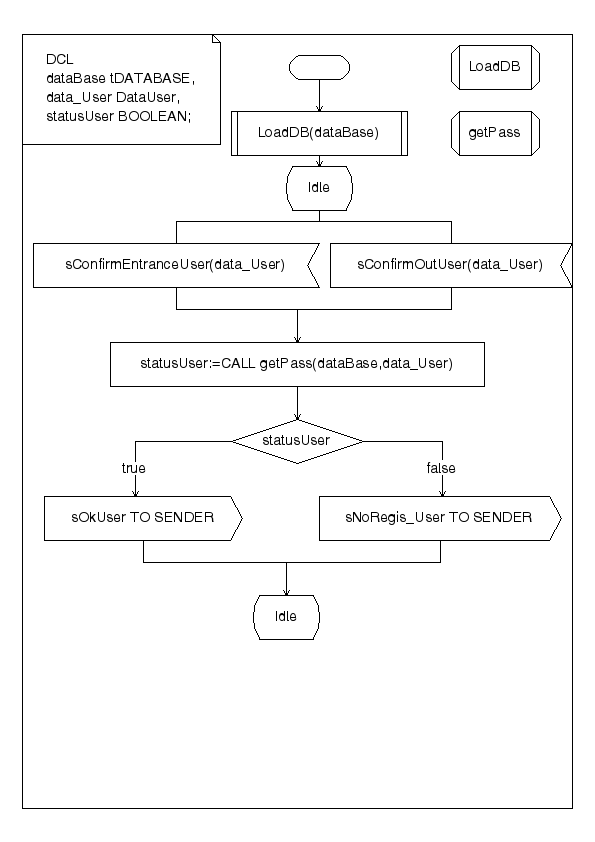 DCL
dataBase tDATABASE,
data_User DataUser,
statusUser BOOLEAN;
LoadDB
LoadDB(dataBase)
getPass
Idle
sConfirmEntranceUser(data_User)
sConfirmOutUser(data_User)
statusUser:=CALL getPass(dataBase,data_User)
statusUser
true
false
sOkUser TO SENDER
sNoRegis_User TO SENDER
Idle